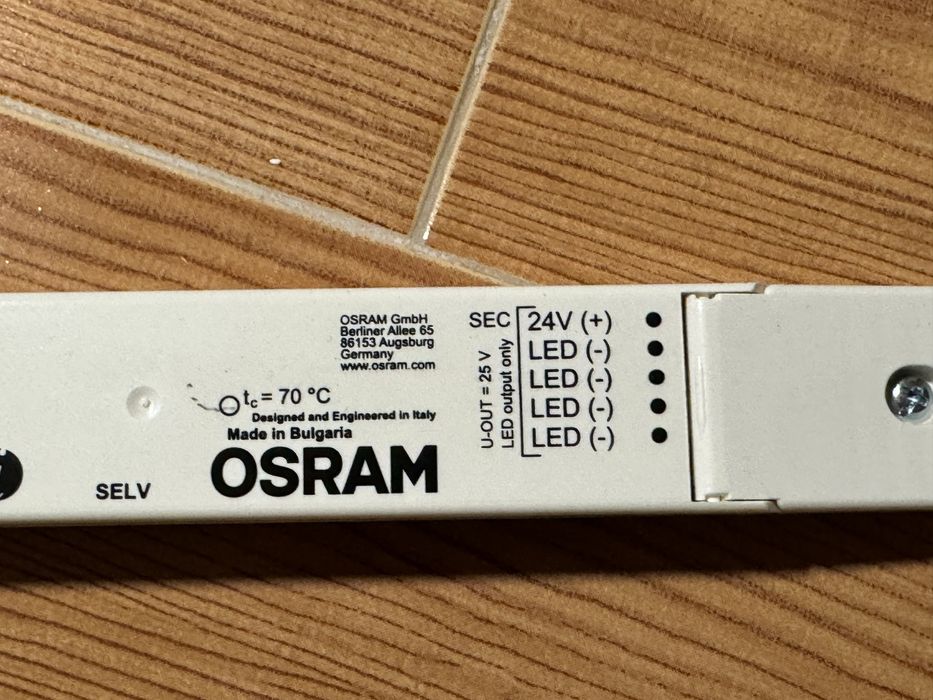 OSRAM GmbH
Berliner Allee 65
86153 Augsburg
Germany
www.osram.com
tc = 70 °C
Designed and Engineered in Italy
Made in Bulgaria
OSRAM
SELV
SEC
U-OUT = 25 V
LED output only
24V (+)
LED (-)
LED (-)
LED (-)
LED (-)